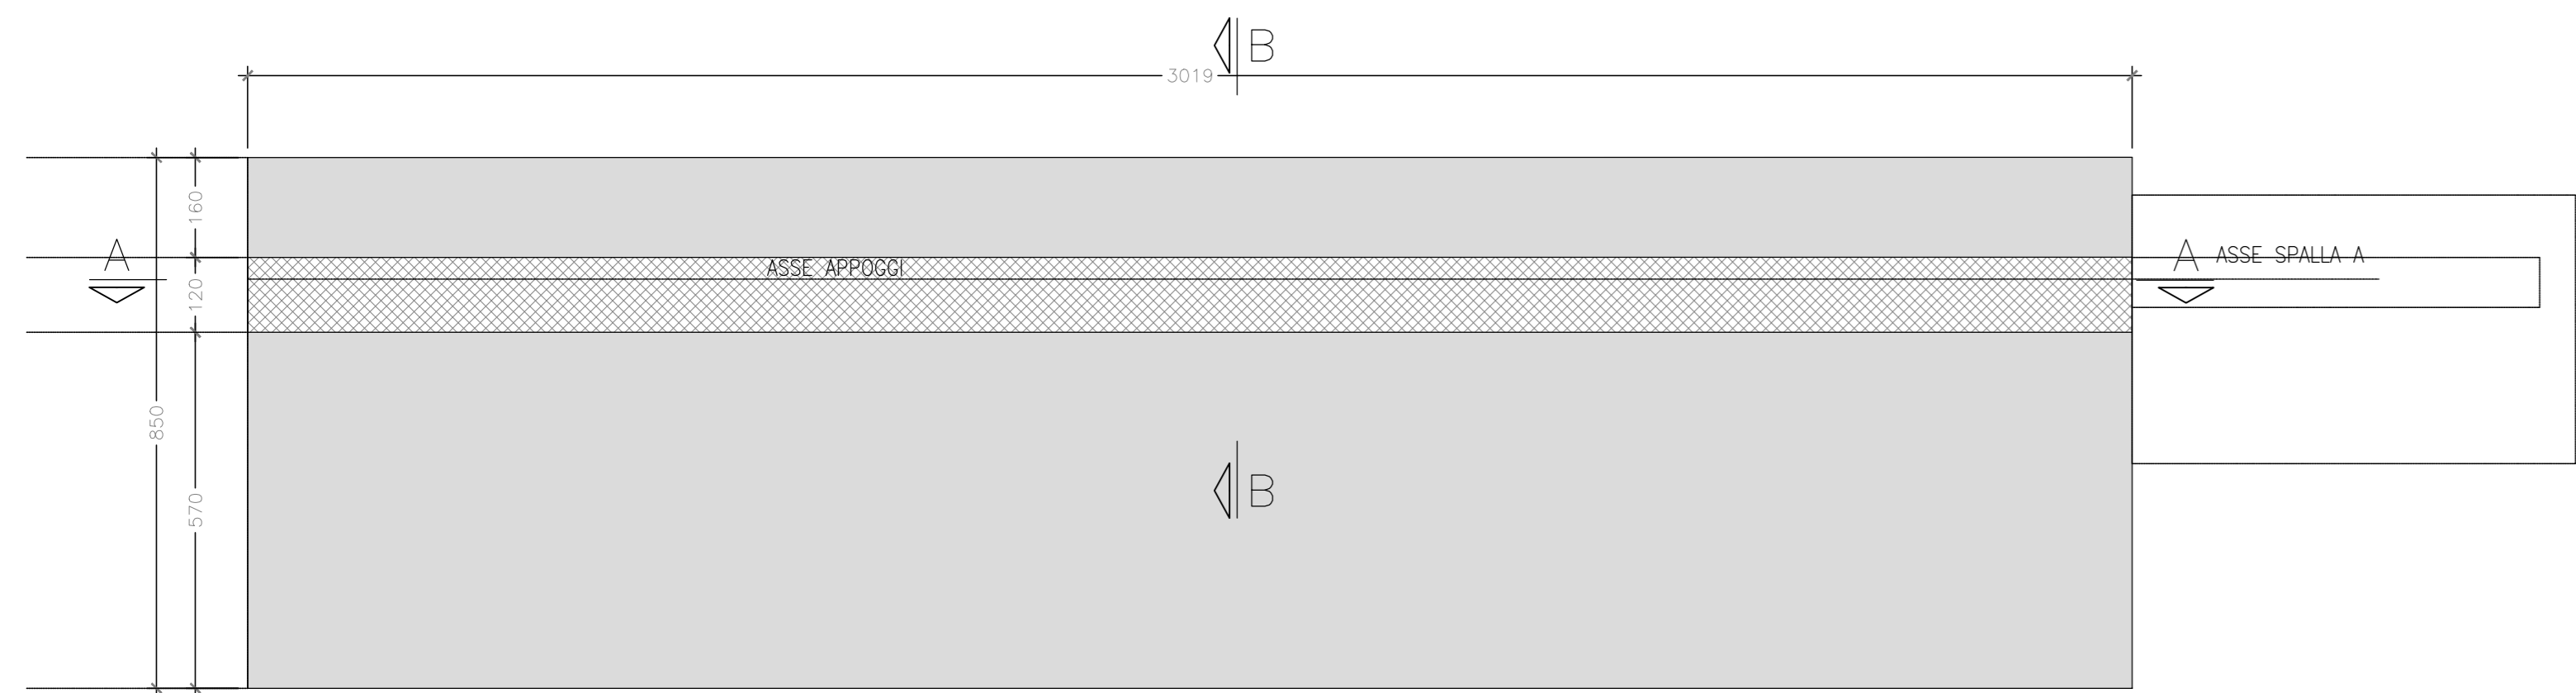 B
3019
160
A
A
ASSE SPALLA A
ASSE APPOGGI
120
850
570
B